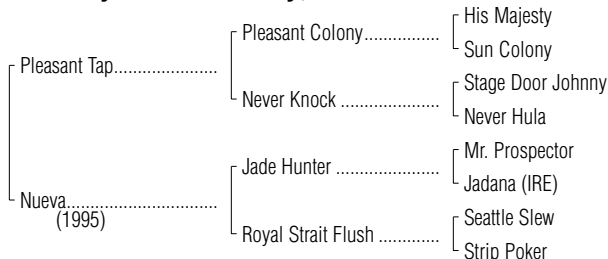 His Majesty
Pleasant Colony................
Sun Colony
Pleasant Tap......................
Stage Door Johnny
Never Knock .....................
Never Hula
Mr. Prospector
Jade Hunter ......................
Jadana (IRE)
Nueva................................
(1995)
Seattle Slew
Royal Strait Flush .............
Strip Poker